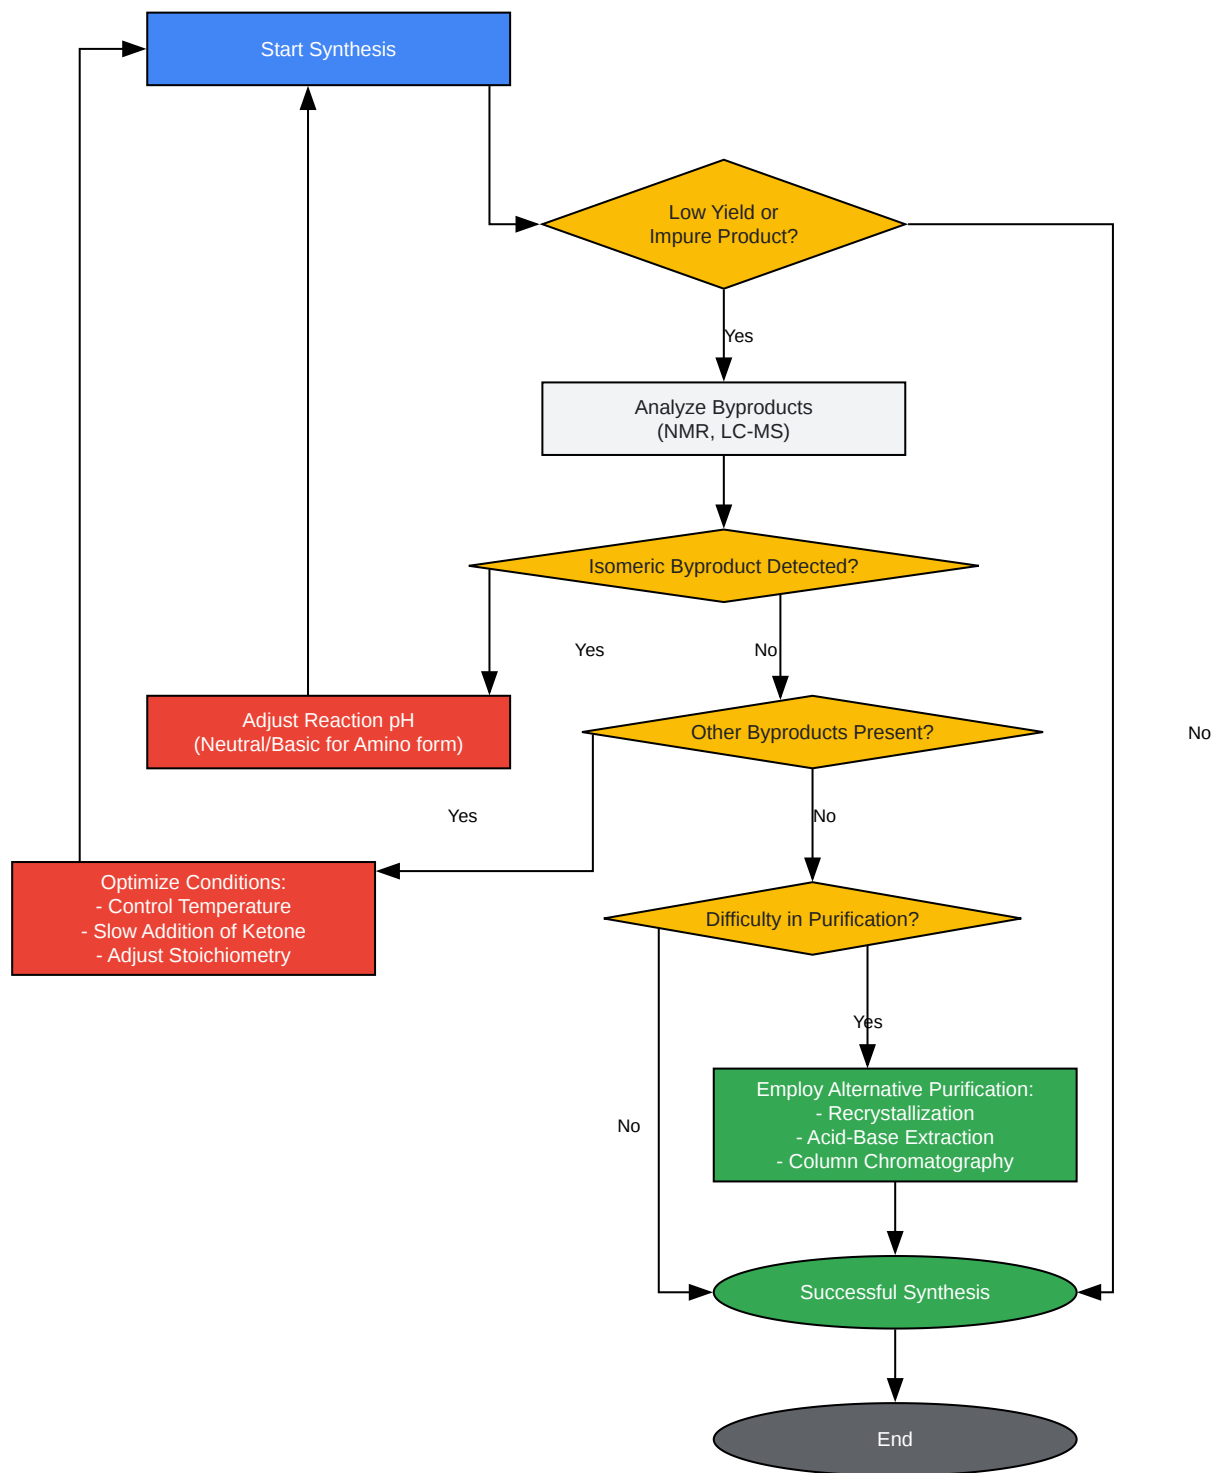 Start Synthesis
Low Yield or
Impure Product?
Yes
Analyze Byproducts
(NMR, LC-MS)
Isomeric Byproduct Detected?
Yes
No
Adjust Reaction pH
(Neutral/Basic for Amino form)
Other Byproducts Present?
No
Yes
No
Optimize Conditions:
- Control Temperature
- Slow Addition of Ketone
- Adjust Stoichiometry
Difficulty in Purification?
Yes
Employ Alternative Purification:
- Recrystallization
- Acid-Base Extraction
- Column Chromatography
No
Successful Synthesis
End